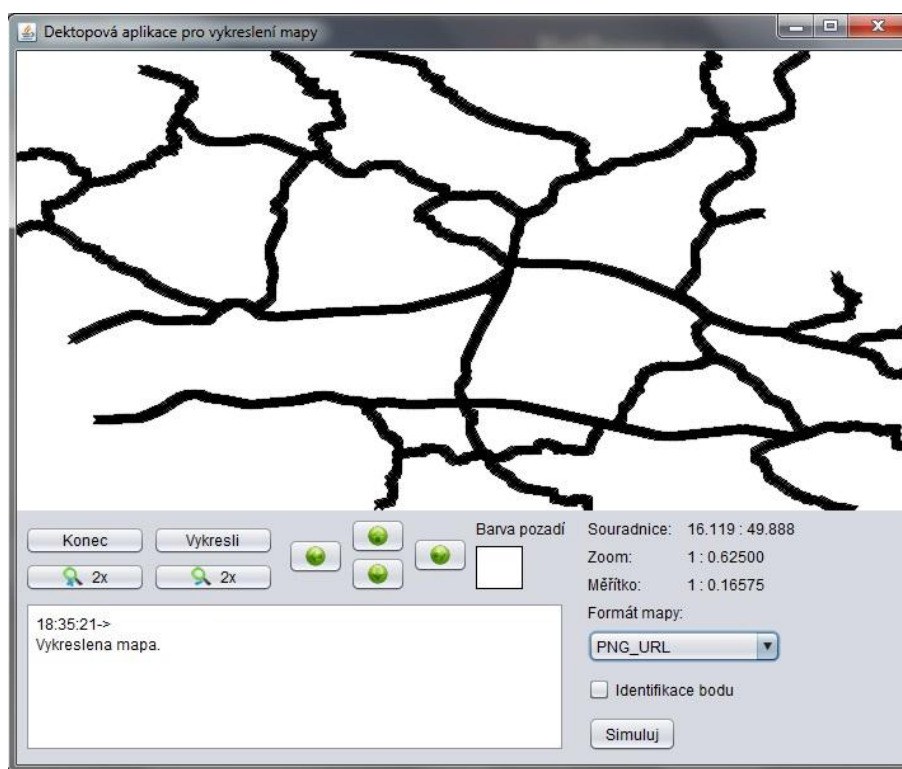 Dektopová aplikace pro vykreslení mapy
Konec
Vykresli
2x
2x
Barva pozadí
Souradnice: 16.119 : 49.888
Zoom: 1 : 0.62500
Měřítko: 1 : 0.16575
Formát mapy:
PNG_URL
Identifikace bodu
Simuluj
18:35:21->
Vykreslena mapa.